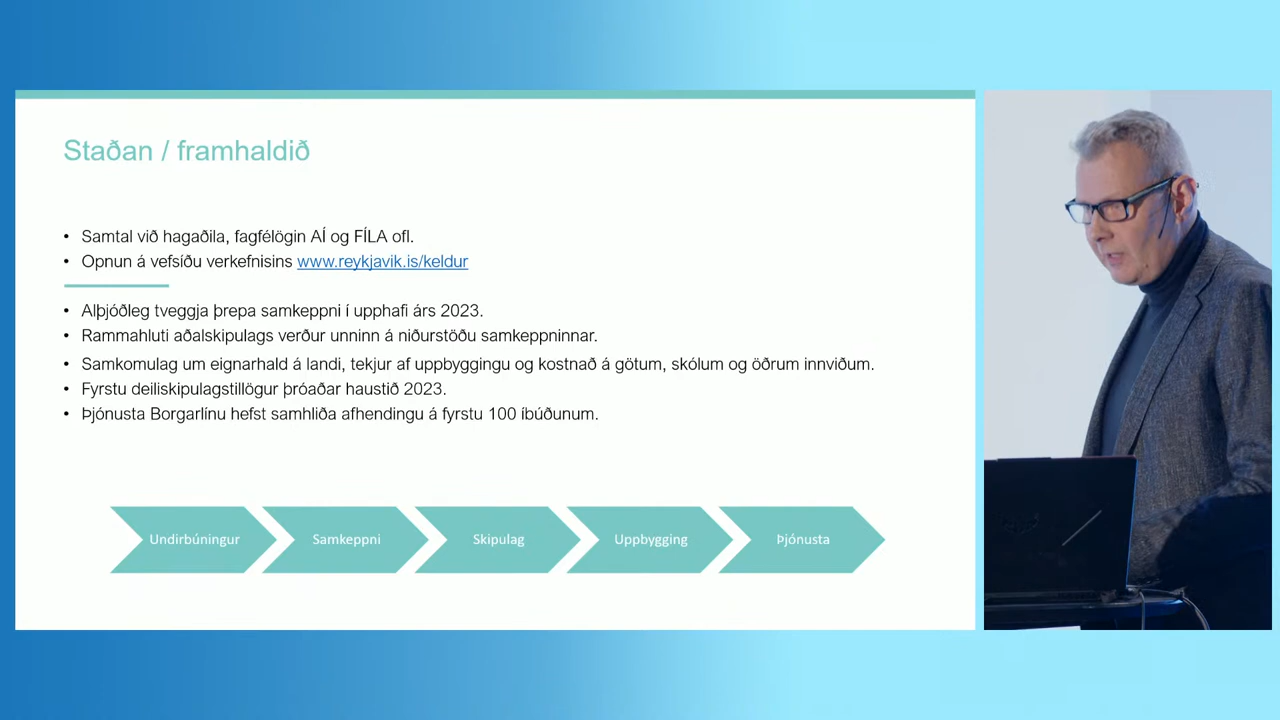 Staðan / framhaldið
• Samtal við hagaðila, fagfélögin AÍ og FÍLA ofl.
• Opnun á vefsíðu verkefnisins www.reykjavik.is/keldur
• Alþjóðleg tveggja þrepa samkeppni í upphafi árs 2023.
• Rammahluti aðalskipulags verður unninn á niðurstöðu samkeppninnar.
• Samkomulag um eignarhald á landi, tekjur af uppbyggingu og kostnað á götum, skólum og öðrum innviðum.
• Fyrstu deiliskipulagstillögur þróaðar haustið 2023.
• Þjónusta Borgarlínu hefst samhliða afhendingu á fyrstu 100 íbúðunum.
Undirbúningur
Samkeppni
Skipulag
Uppbygging
Þjónusta